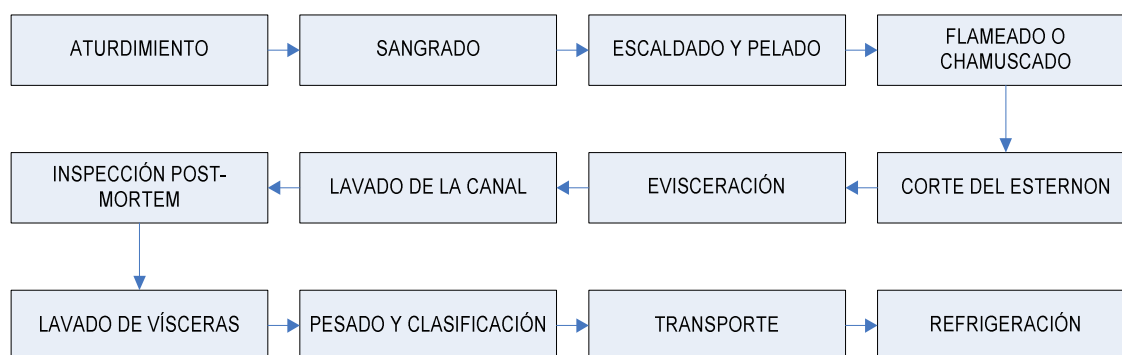 ATURDIMIENTO
SANGRADO
ESCALDADO Y PELADO
FLAMEADO O
CHAMUSCADO
CORTE DEL ESTERNON
EVISCERACIÓN
LAVADO DE LA CANAL
INSPECCIÓN POST-
MORTEM
LAVADO DE VÍSCERAS
PESADO Y CLASIFICACIÓN
TRANSPORTE
REFRIGERACIÓN